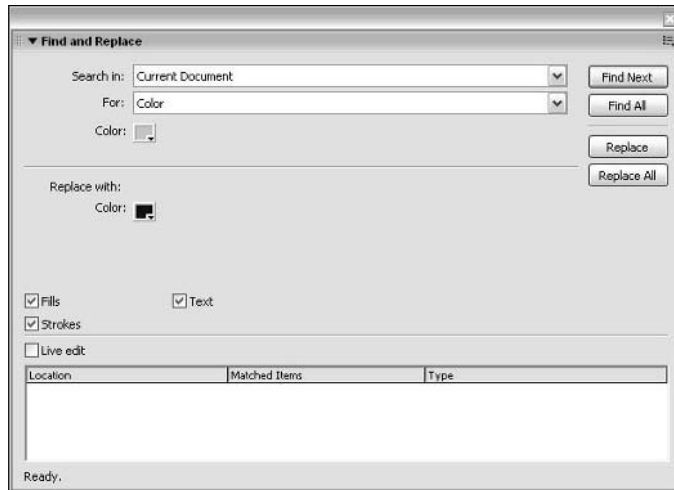 Find and Replace
Search in: Current Document
Find Next
For: Color
Find All
Color:
Replace
Replace All
Replace with:
Color:
Fills
Text
Strokes
Live edit
Location Matched Items Type
Ready.